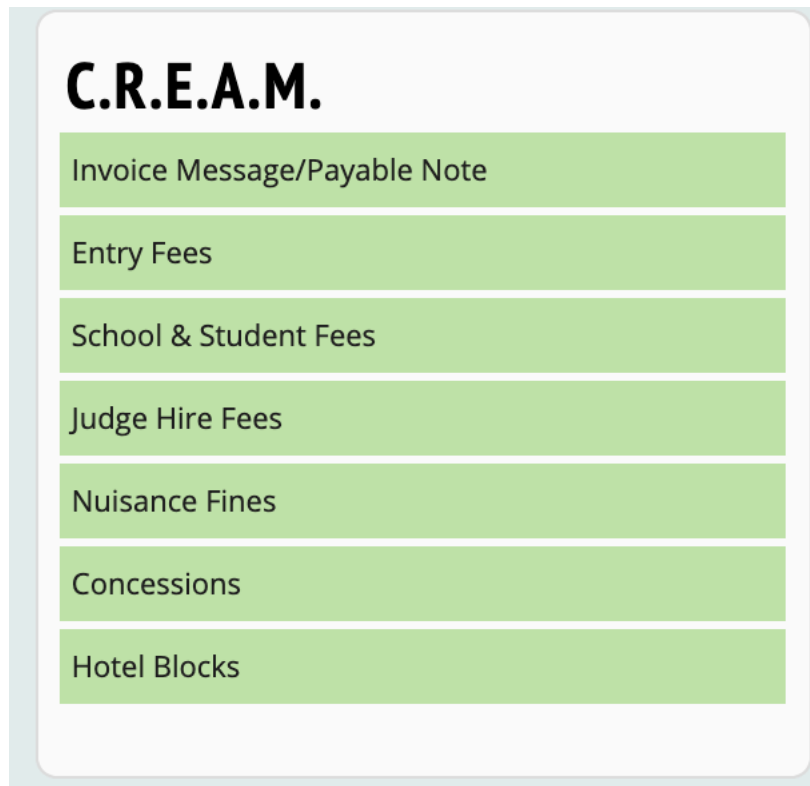 C.R.E.A.M.
Invoice Message/Payable Note
Entry Fees
School & Student Fees
Judge Hire Fees
Nuisance Fines
Concessions
Hotel Blocks